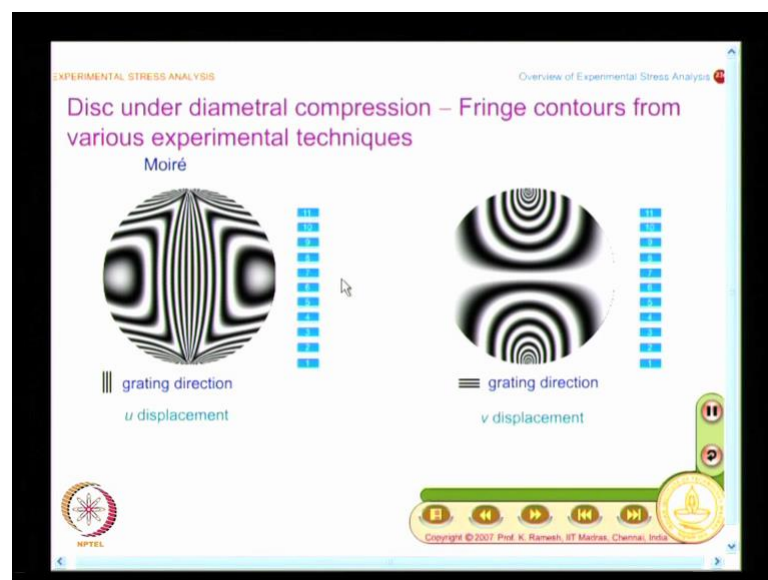 EXPERIMENTAL STRESS ANALYSIS
Overview of Experimental Stress Analysis
Disc under diametral compression – Fringe contours from
various experimental techniques
Moiré
11
10
9
8
7
6
5
4
3
2
1
11
10
9
8
7
6
5
4
3
2
1
grating direction
u displacement
grating direction
v displacement
NPTEL
Copyright © 2007 Prof. K. Ramesh, IIT Madras, Chennai, India